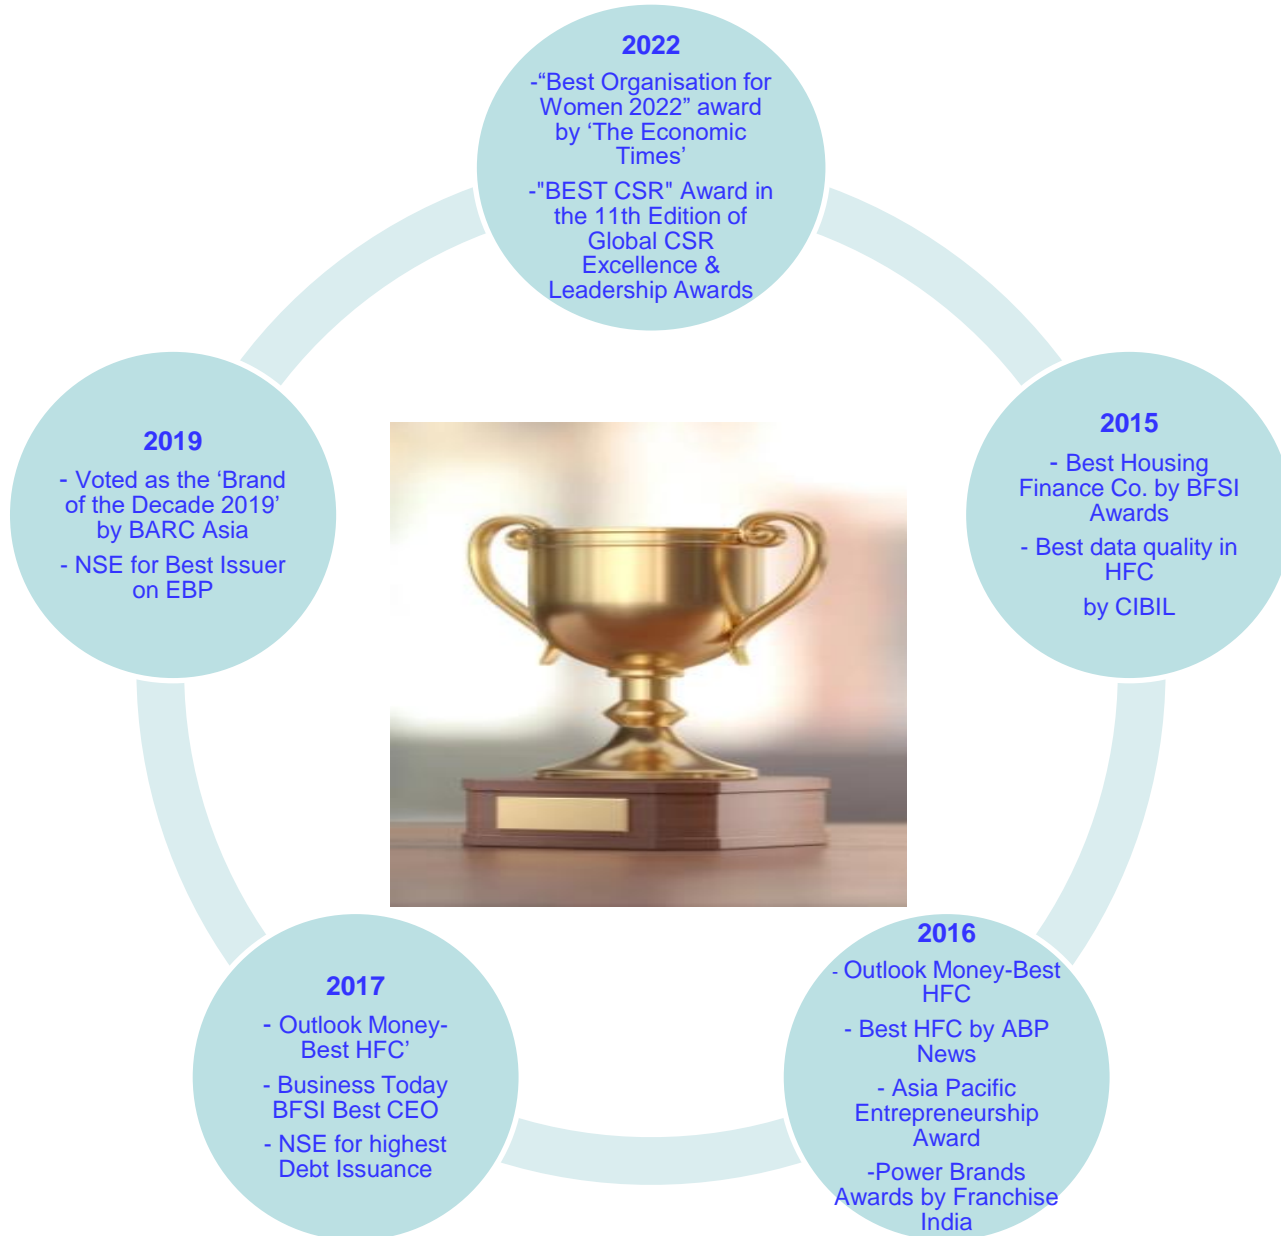 2022
-“Best Organisation for
Women 2022” award
by ‘The Economic
Times’
-"BEST CSR" Award in
the 11th Edition of
Global CSR
Excellence &
Leadership Awards
2015
- Best Housing
Finance Co. by BFSI
Awards
- Best data quality in
HFC
by CIBIL
2016
- Outlook Money-Best
HFC
- Best HFC by ABP
News
- Asia Pacific
Entrepreneurship
Award
-Power Brands
Awards by Franchise
India
2017
- Outlook Money-
Best HFC’
- Business Today
BFSI Best CEO
- NSE for highest
Debt Issuance
2019
- Voted as the ‘Brand
of the Decade 2019’
by BARC Asia
- NSE for Best Issuer
on EBP